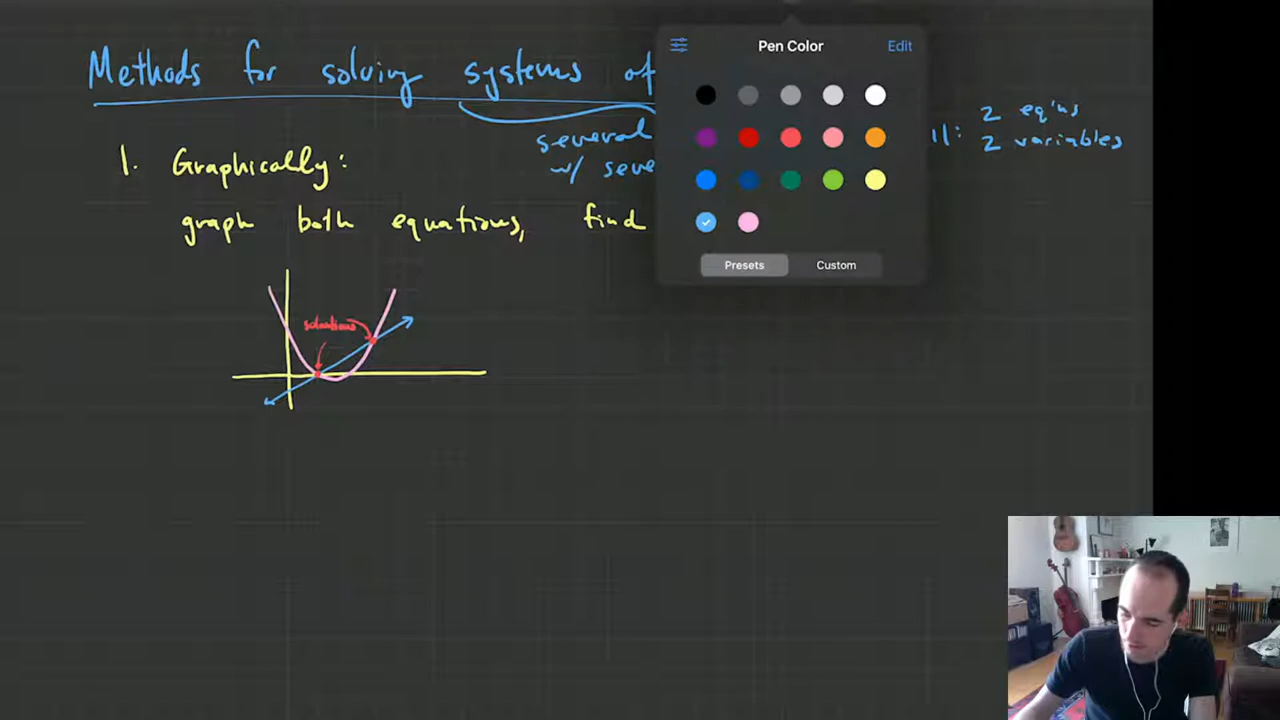 Methods for solving systems of
Pen Color
Edit
several
w/ seve
ll: 2 eq'ns
2 variables
1. Graphically:
graph both equations, find
solutions
Presets
Custom